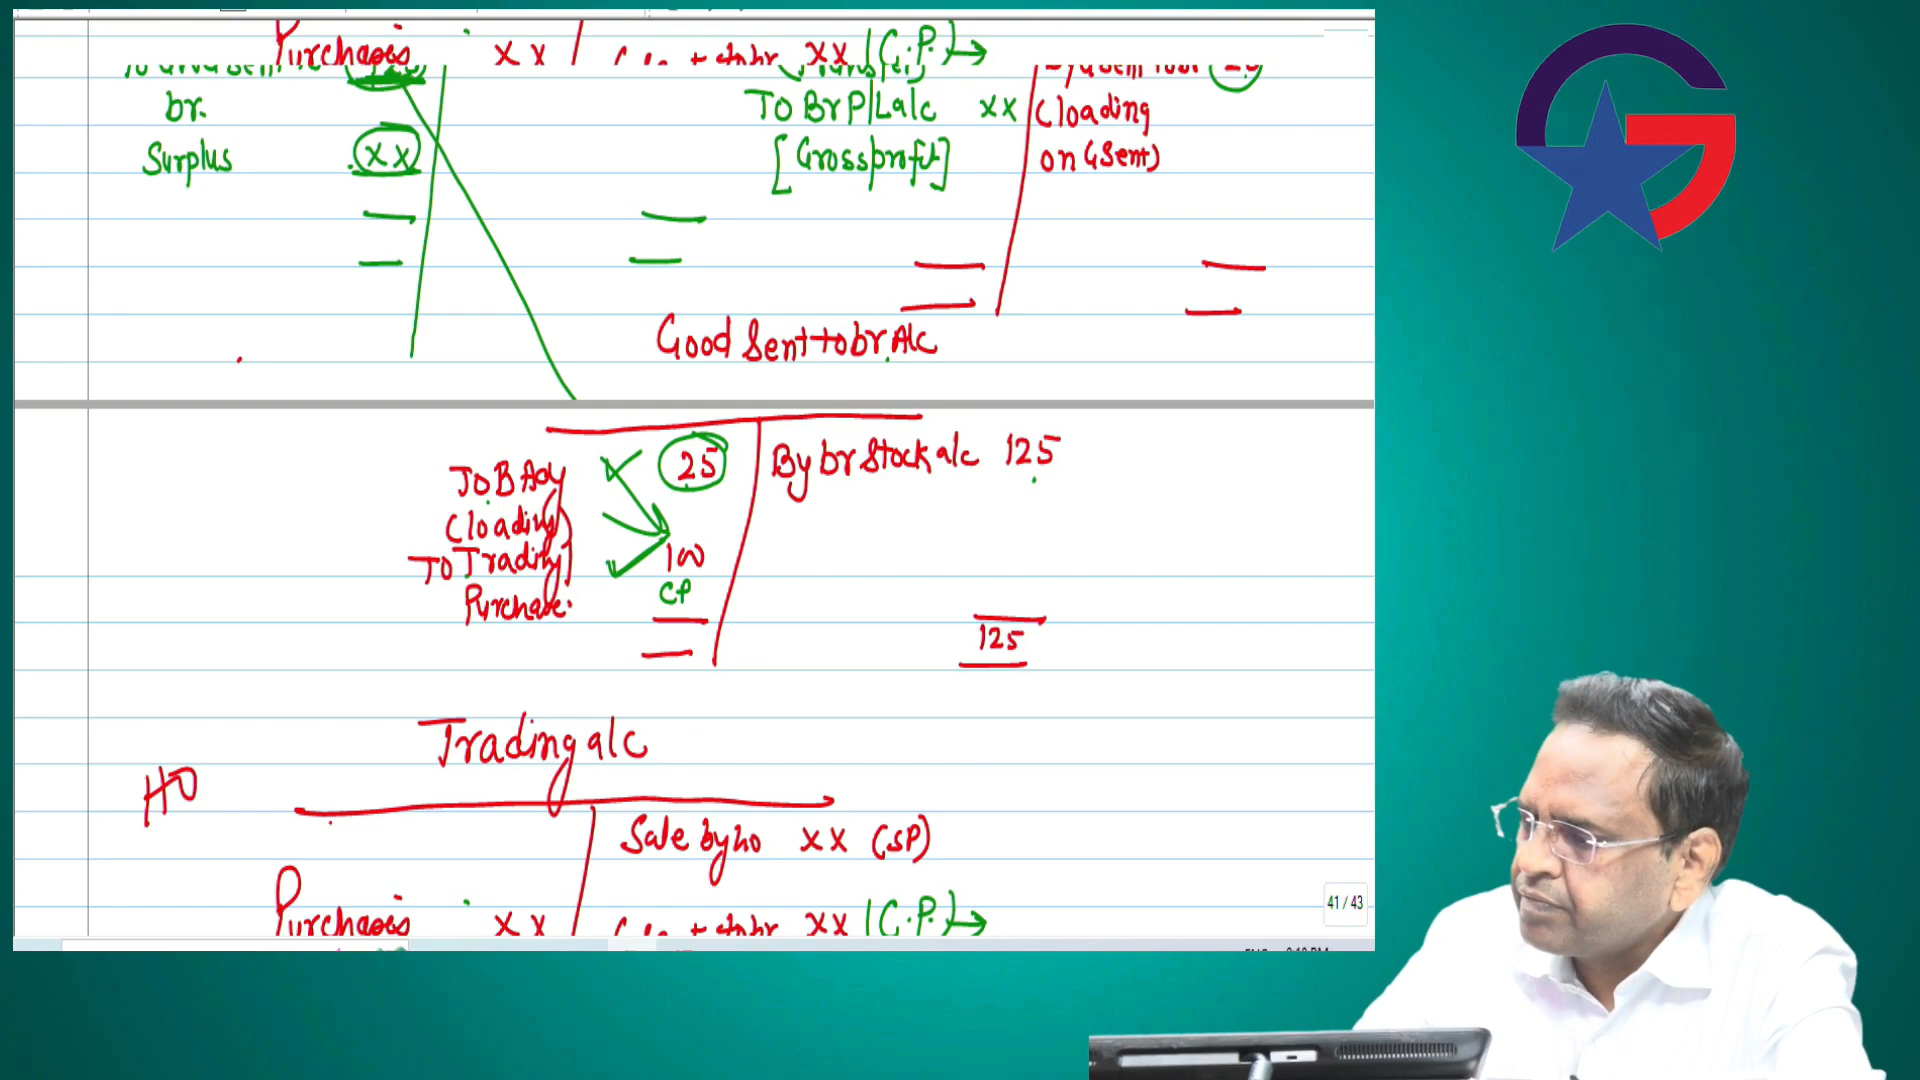 Purchases xx xx (C.P.)
br.
To Br P/L a/c xx (loading
Surplus (xx) [Gross profit] on G Sent)
Good Sent to br. A/c
To B Adj 25 By br Stock a/c 125
(loading)
To Trading 100
Purchase. CP
125
Trading a/c
HO
Sale by ho xx (SP)
Purchases xx xx (C.P.)
41 / 43